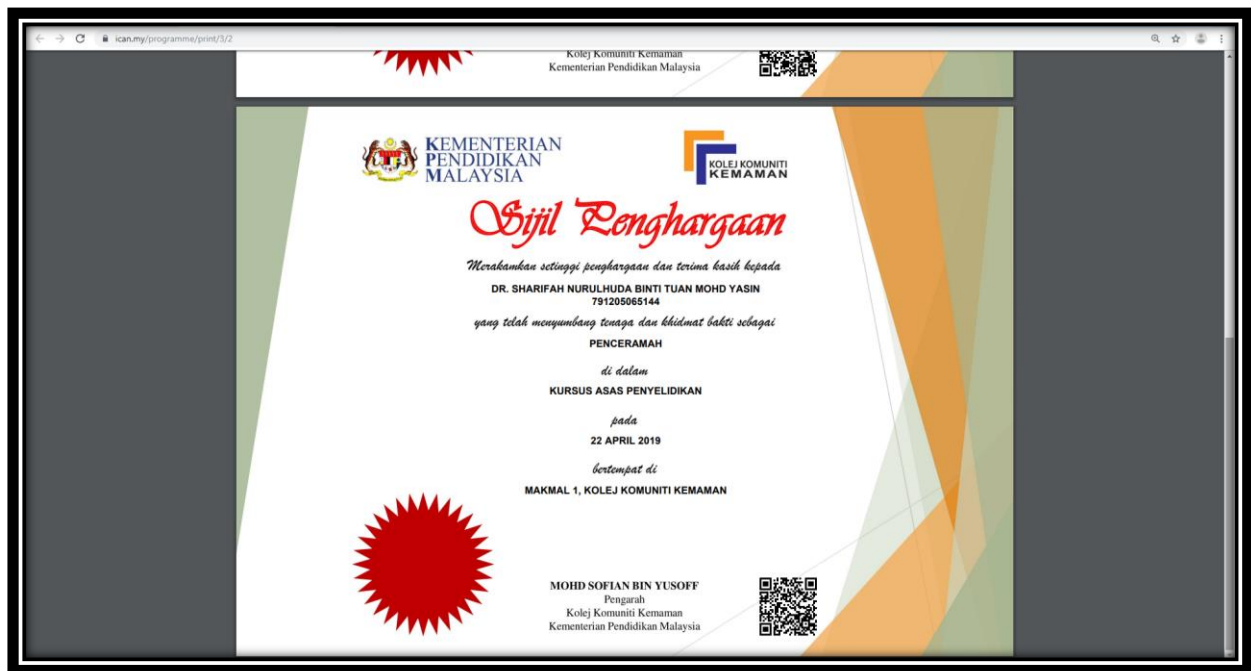 ican.my/programme/print/3/2
Kolej Komuniti Kemaman
Kementerian Pendidikan Malaysia
KEMENTERIAN
PENDIDIKAN
MALAYSIA
KOLEJ KOMUNITI
KEMAMAN
Sijil Penghargaan
Merakamkan setinggi penghargaan dan terima kasih kepada
DR. SHARIFAH NURULHUDA BINTI TUAN MOHD YASIN
791205065144
yang telah menyumbang tenaga dan khidmat bakti sebagai
PENCERAMAH
di dalam
KURSUS ASAS PENYELIDIKAN
pada
22 APRIL 2019
bertempat di
MAKMAL 1, KOLEJ KOMUNITI KEMAMAN
MOHD SOFIAN BIN YUSOFF
Pengarah
Kolej Komuniti Kemaman
Kementerian Pendidikan Malaysia